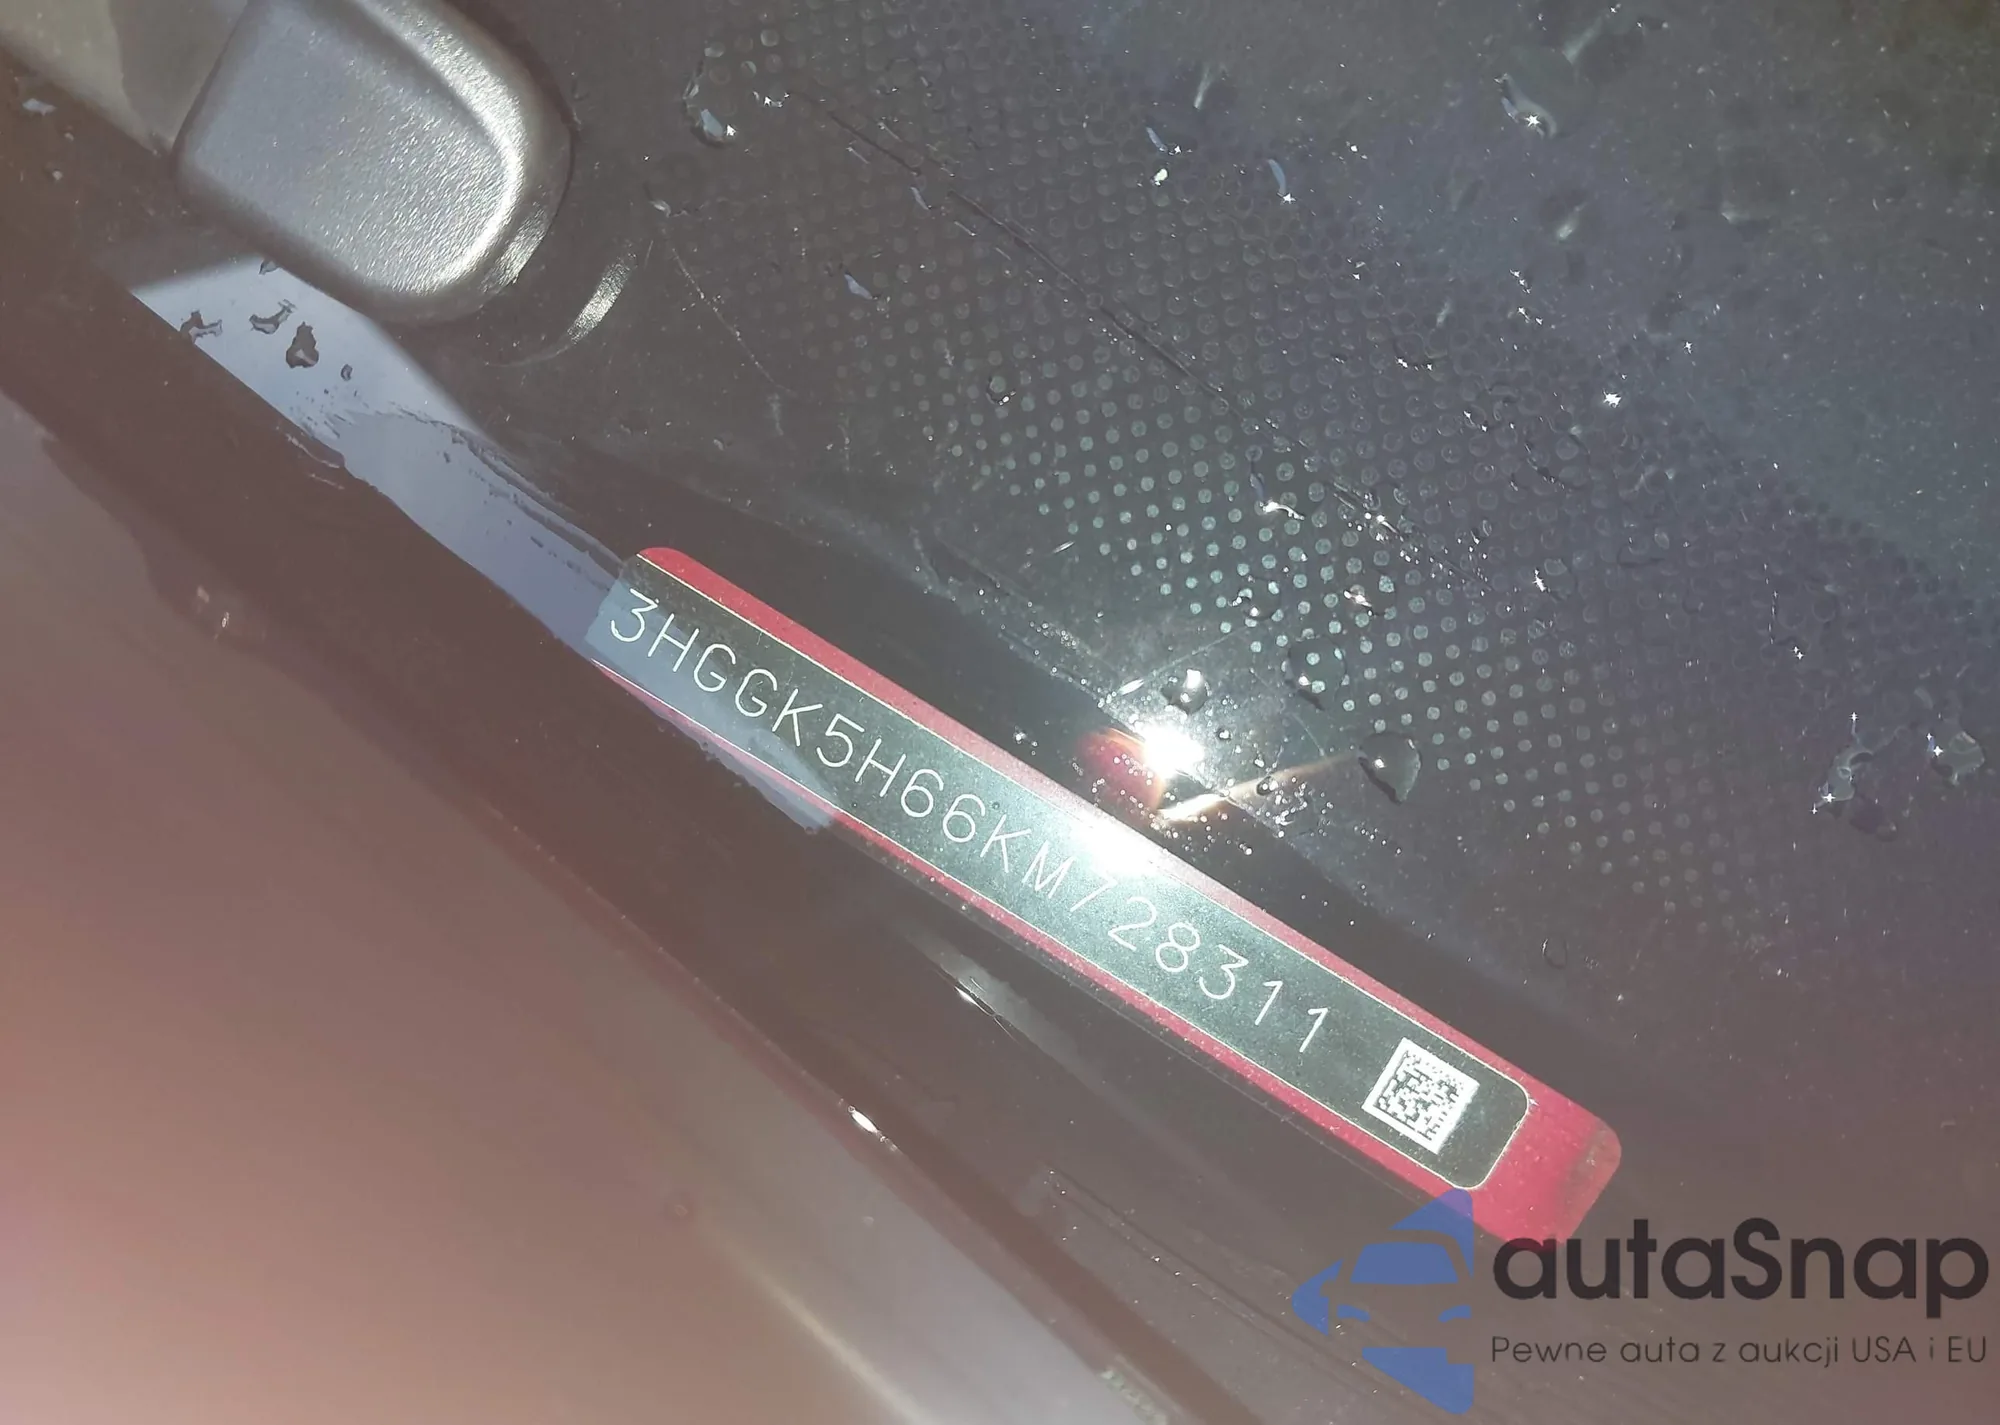 3HGGK5H66KM728311
autaSnap
Pewne auta z aukcji USA i EU